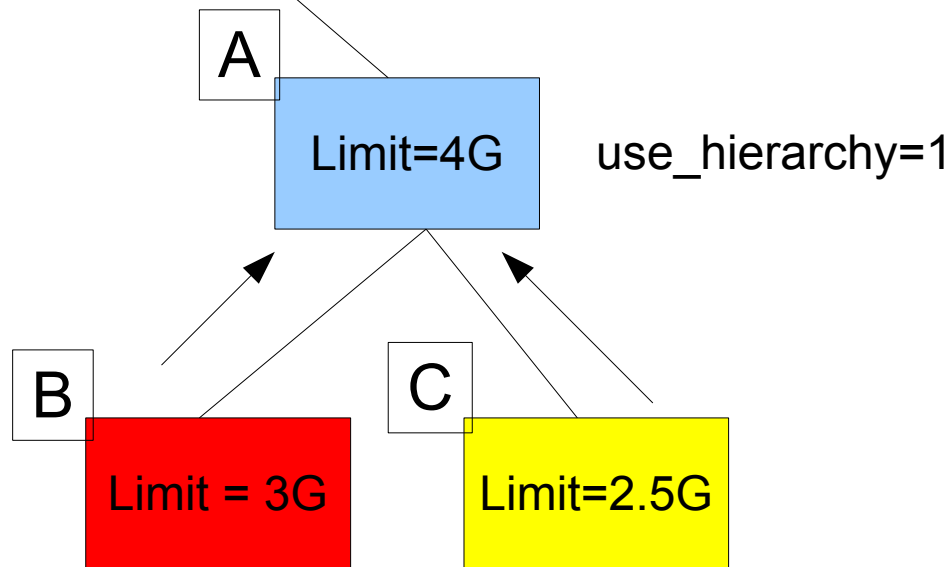 A
Limit=4G
use_hierarchy=1
B
C
Limit = 3G
Limit=2.5G